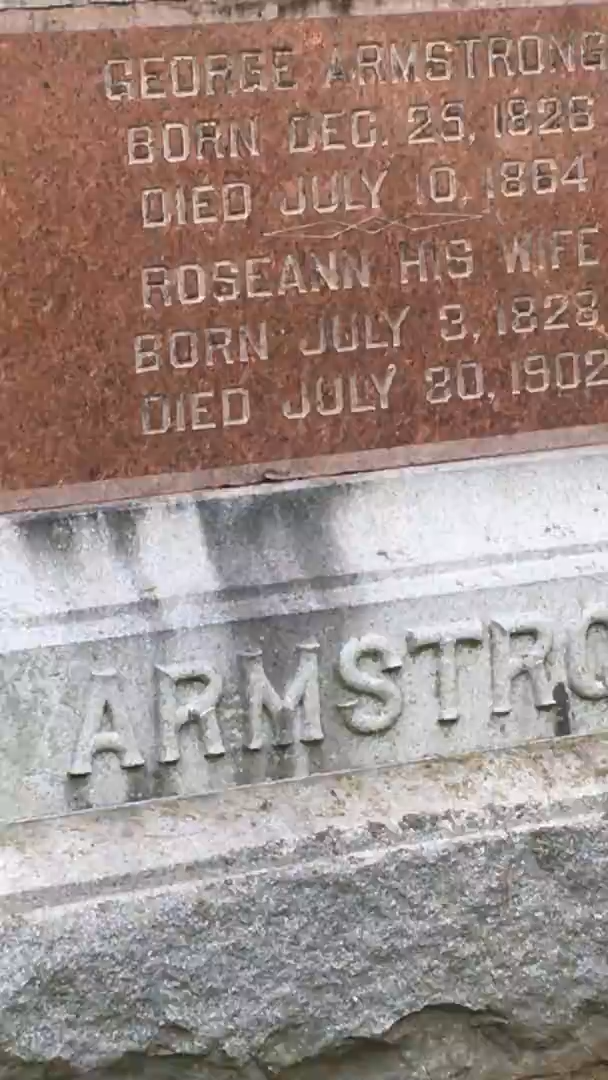 GEORGE ARMSTRONG
BORN DEC. 25, 1826
DIED JULY 10, 1864
ROSEANN HIS WIFE
BORN JULY 3, 1828
DIED JULY 20, 1902
ARMSTRO